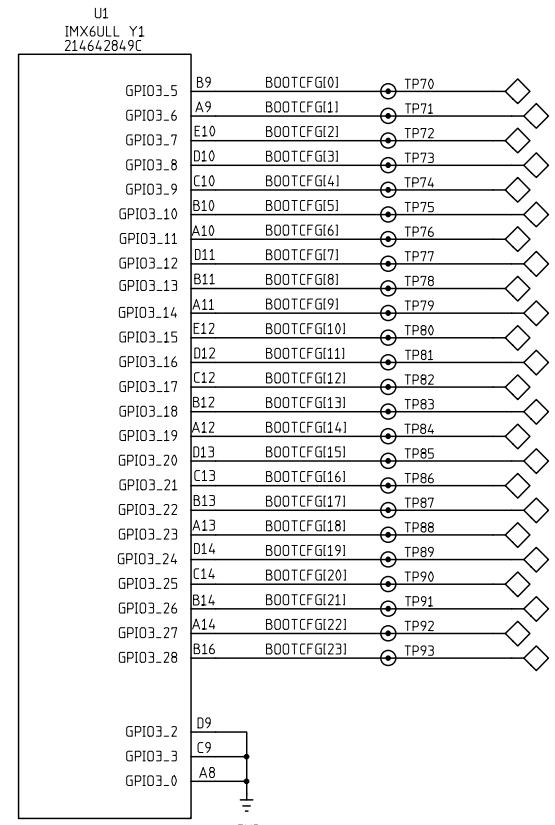 U1
IMX6ULL Y1
214642849C
GPIO3_5 B9 BOOTCFG[0] TP70
GPIO3_6 A9 BOOTCFG[1] TP71
GPIO3_7 E10 BOOTCFG[2] TP72
GPIO3_8 D10 BOOTCFG[3] TP73
GPIO3_9 C10 BOOTCFG[4] TP74
GPIO3_10 B10 BOOTCFG[5] TP75
GPIO3_11 A10 BOOTCFG[6] TP76
GPIO3_12 D11 BOOTCFG[7] TP77
GPIO3_13 B11 BOOTCFG[8] TP78
GPIO3_14 A11 BOOTCFG[9] TP79
GPIO3_15 E12 BOOTCFG[10] TP80
GPIO3_16 D12 BOOTCFG[11] TP81
GPIO3_17 C12 BOOTCFG[12] TP82
GPIO3_18 B12 BOOTCFG[13] TP83
GPIO3_19 A12 BOOTCFG[14] TP84
GPIO3_20 D13 BOOTCFG[15] TP85
GPIO3_21 C13 BOOTCFG[16] TP86
GPIO3_22 B13 BOOTCFG[17] TP87
GPIO3_23 A13 BOOTCFG[18] TP88
GPIO3_24 D14 BOOTCFG[19] TP89
GPIO3_25 C14 BOOTCFG[20] TP90
GPIO3_26 B14 BOOTCFG[21] TP91
GPIO3_27 A14 BOOTCFG[22] TP92
GPIO3_28 B16 BOOTCFG[23] TP93
GPIO3_2 D9
GPIO3_3 C9
GPIO3_0 A8